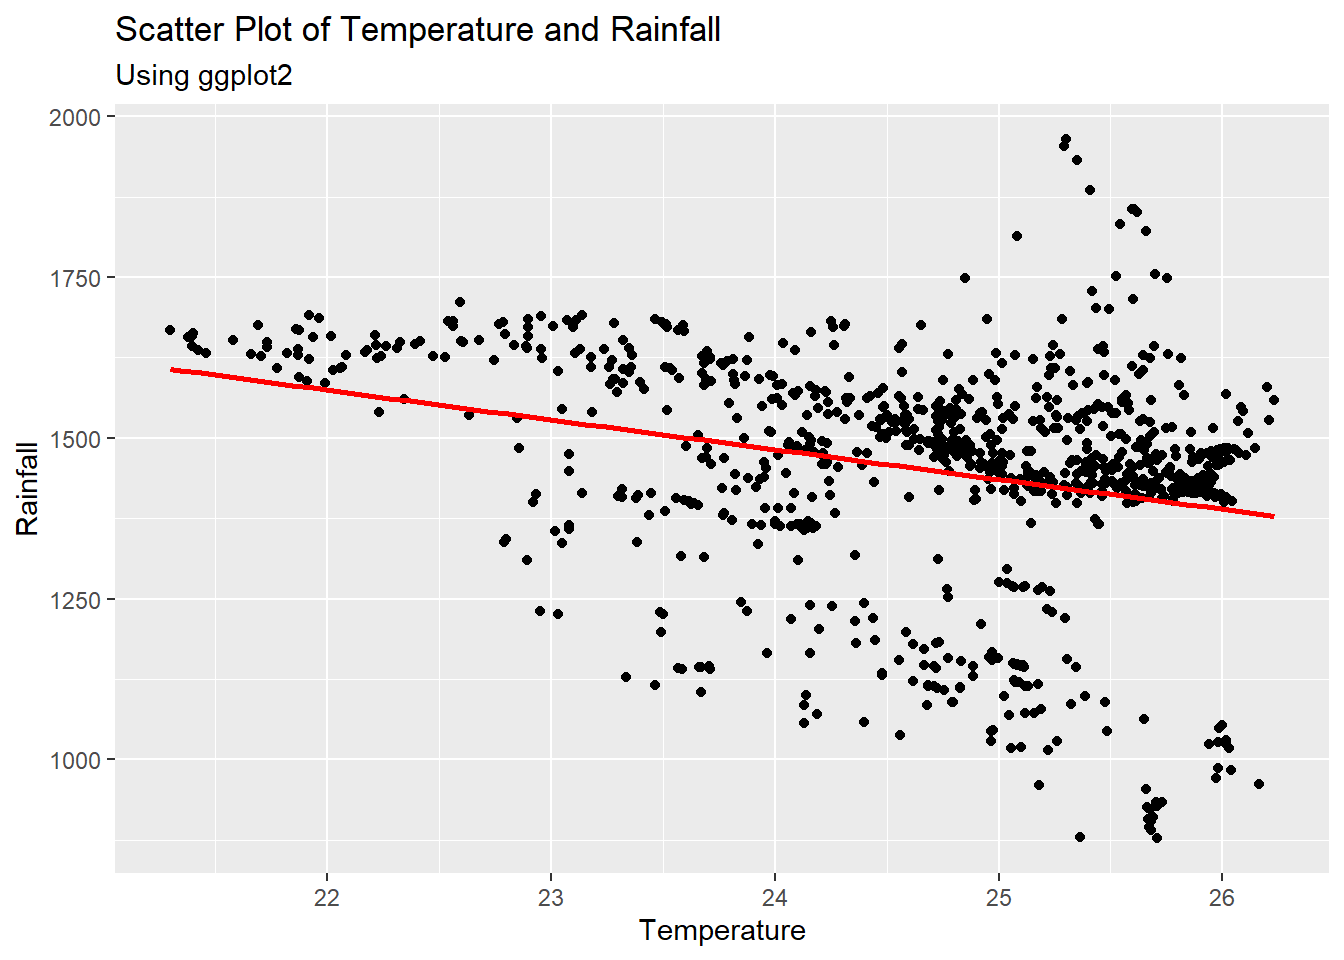 Scatter Plot of Temperature and Rainfall
Using ggplot2
2000
1750
1500
1250
1000
Rainfall
22 23 24 25 26
Temperature